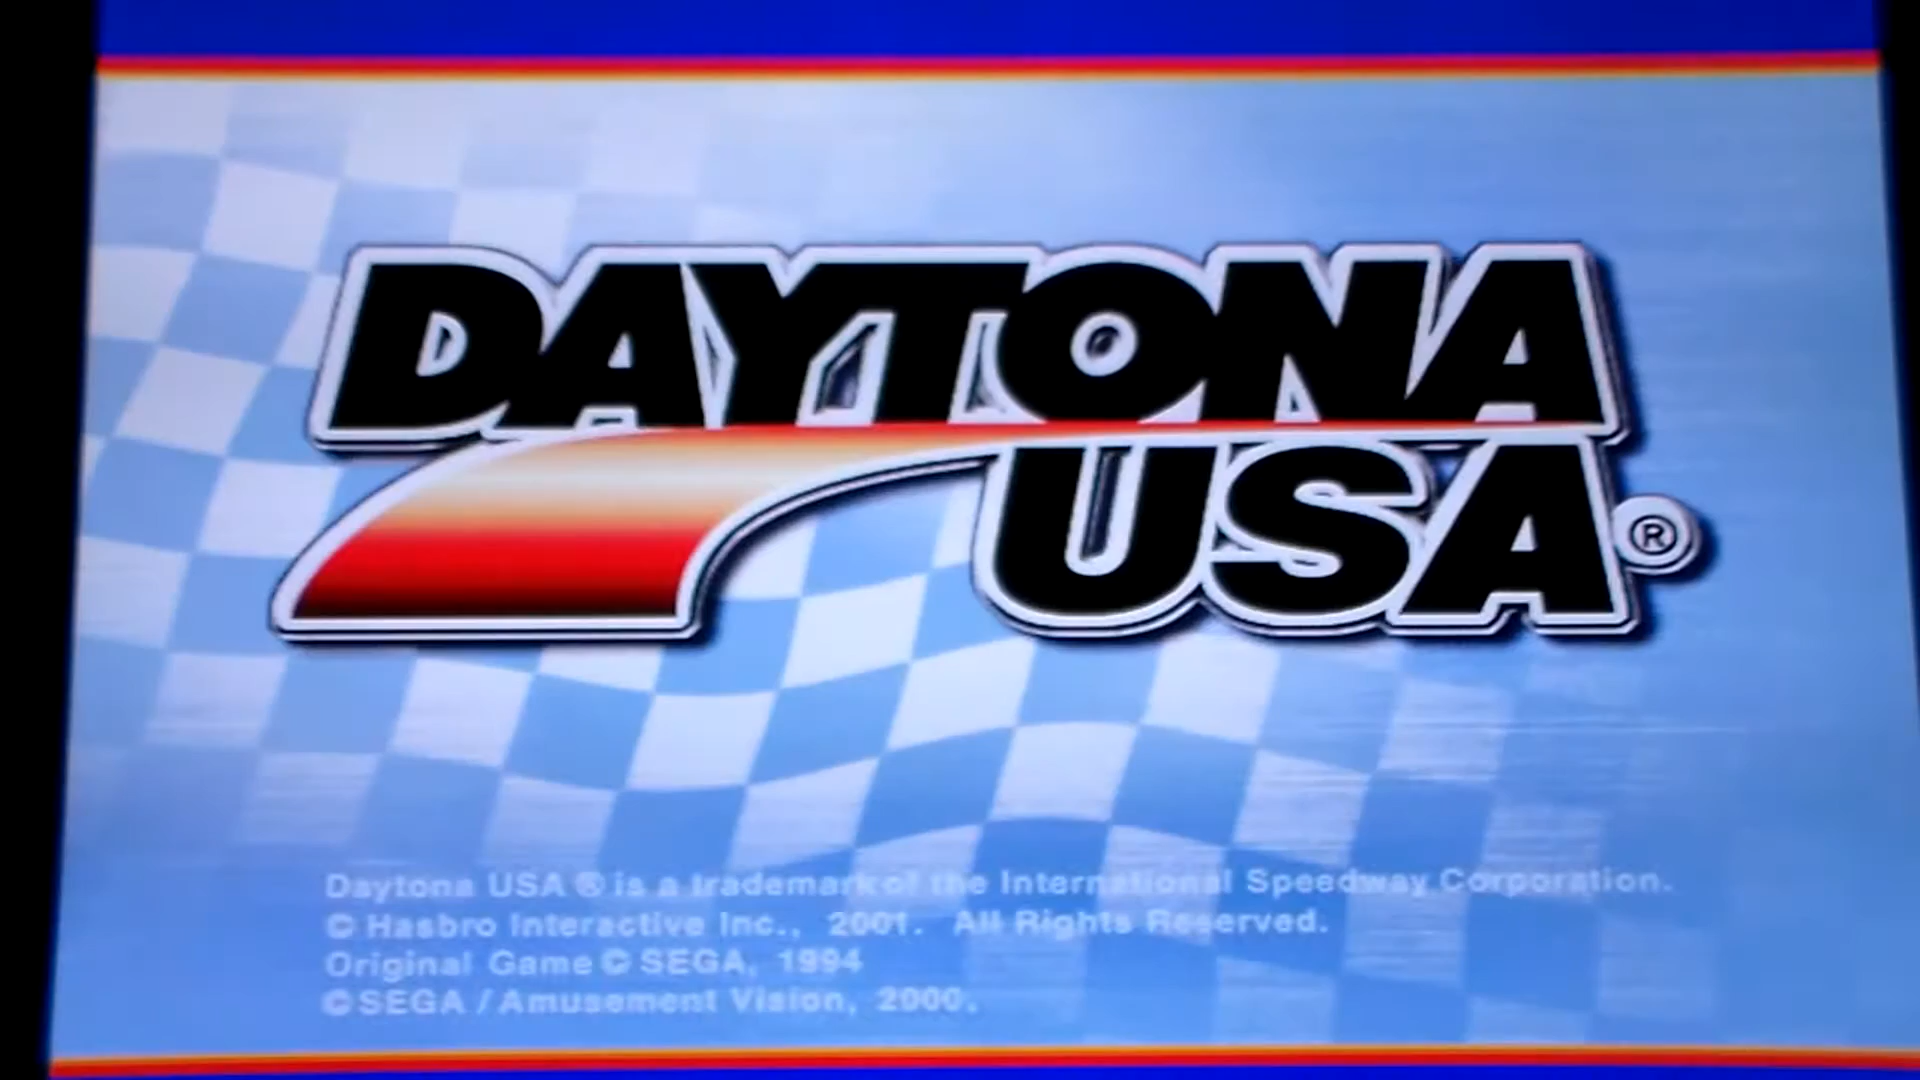 DAYTONA
USA®
Daytona USA ® is a trademark of the International Speedway Corporation.
© Hasbro Interactive Inc., 2001. All Rights Reserved.
Original Game © SEGA, 1994
© SEGA / Amusement Vision, 2000.